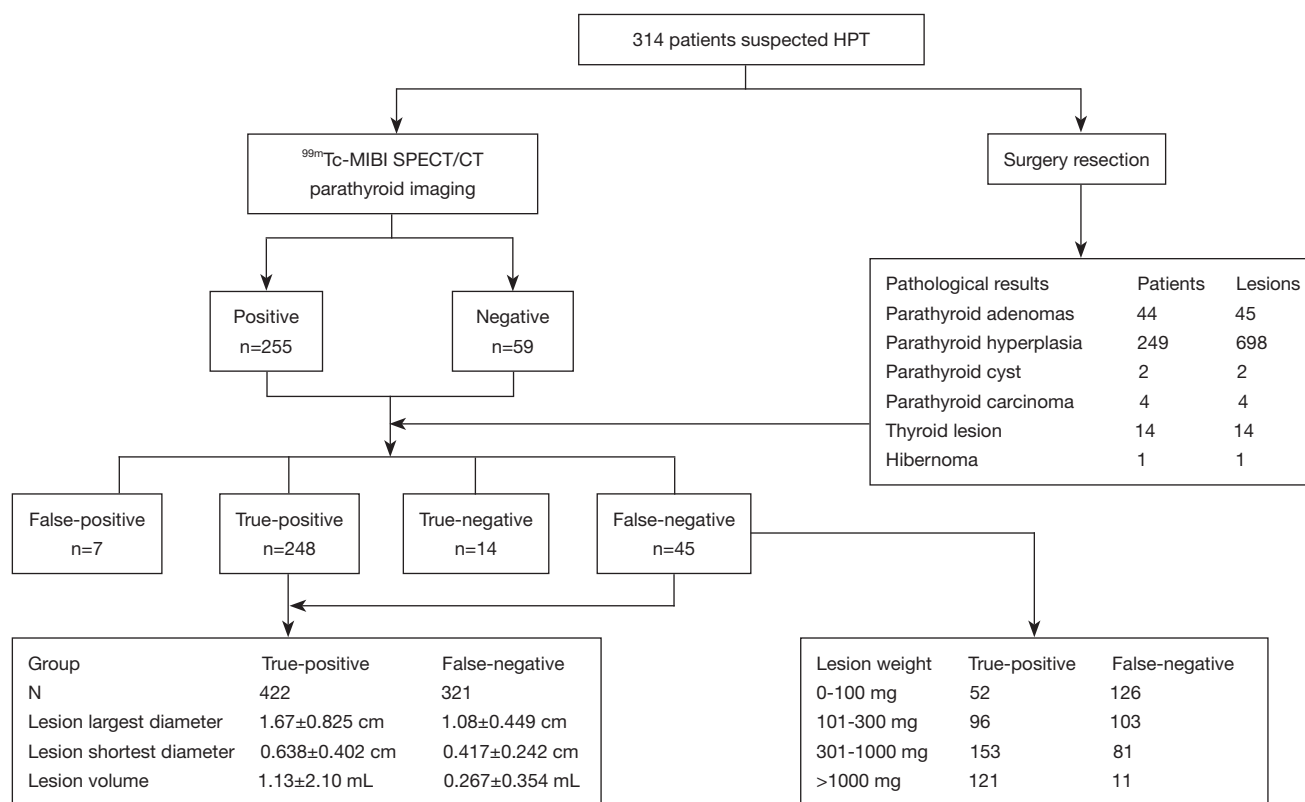 314 patients suspected HPT
99mTc-MIBI SPECT/CT
parathyroid imaging
Surgery resection
Positive
n=255
Negative
n=59
Pathological results Patients Lesions
Parathyroid adenomas 44 45
Parathyroid hyperplasia 249 698
Parathyroid cyst 2 2
Parathyroid carcinoma 4 4
Thyroid lesion 14 14
Hibernoma 1 1
False-positive
n=7
True-positive
n=248
True-negative
n=14
False-negative
n=45
Group True-positive False-negative
N 422 321
Lesion largest diameter 1.67±0.825 cm 1.08±0.449 cm
Lesion shortest diameter 0.638±0.402 cm 0.417±0.242 cm
Lesion volume 1.13±2.10 mL 0.267±0.354 mL
Lesion weight True-positive False-negative
0-100 mg 52 126
101-300 mg 96 103
301-1000 mg 153 81
>1000 mg 121 11